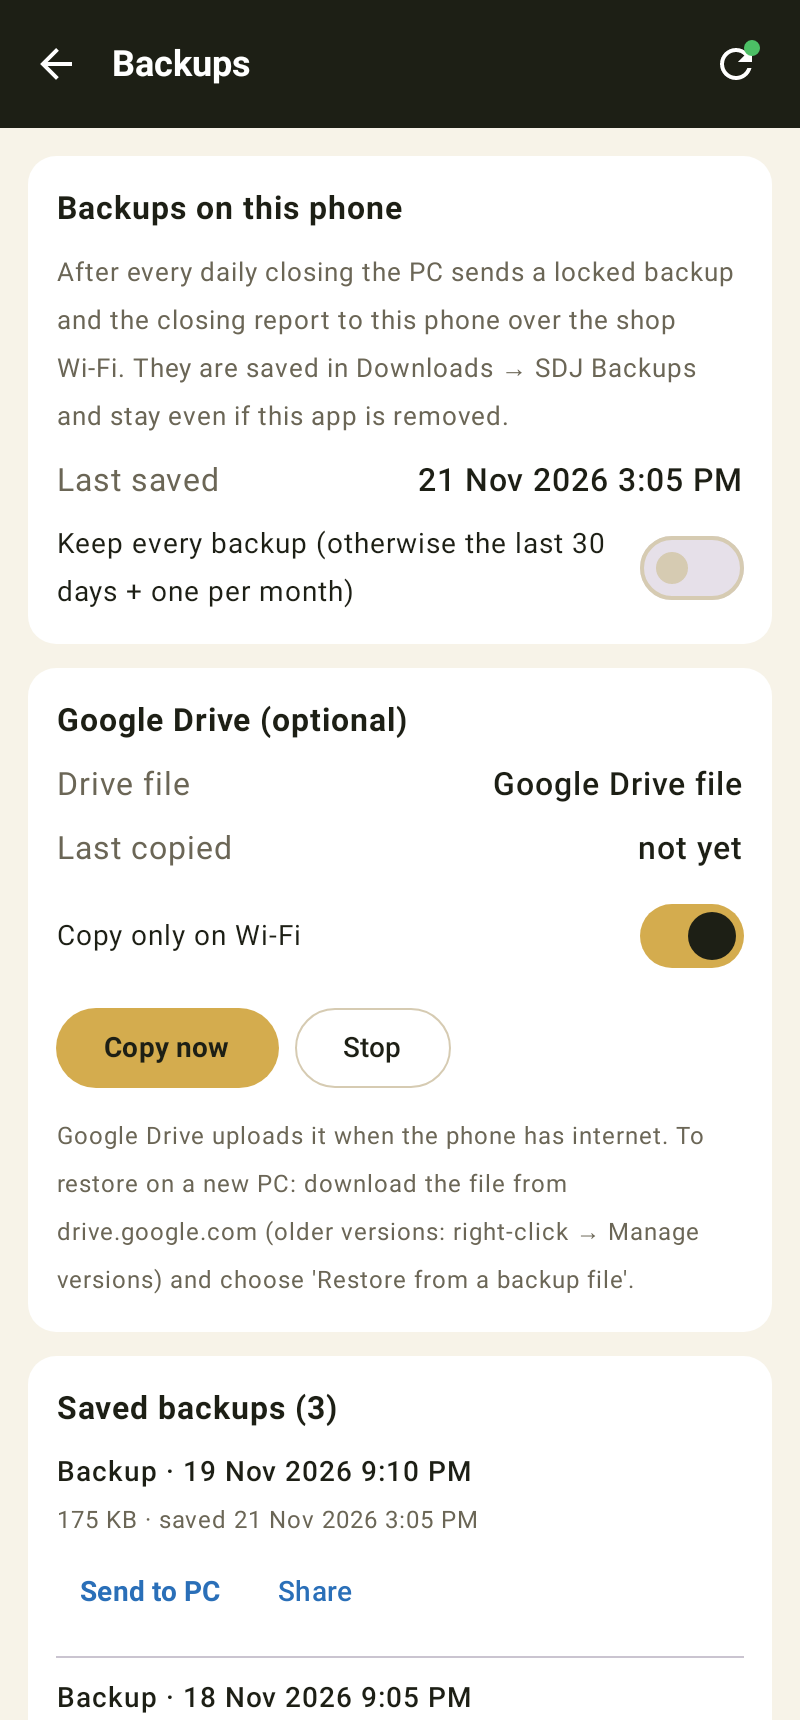 Backups
Backups on this phone
After every daily closing the PC sends a locked backup
and the closing report to this phone over the shop
Wi-Fi. They are saved in Downloads → SDJ Backups
and stay even if this app is removed.
Last saved 21 Nov 2026 3:05 PM
Keep every backup (otherwise the last 30
days + one per month)
Google Drive (optional)
Drive file Google Drive file
Last copied not yet
Copy only on Wi-Fi
Copy now Stop
Google Drive uploads it when the phone has internet. To
restore on a new PC: download the file from
drive.google.com (older versions: right-click → Manage
versions) and choose 'Restore from a backup file'.
Saved backups (3)
Backup · 19 Nov 2026 9:10 PM
175 KB · saved 21 Nov 2026 3:05 PM
Send to PC Share
Backup · 18 Nov 2026 9:05 PM